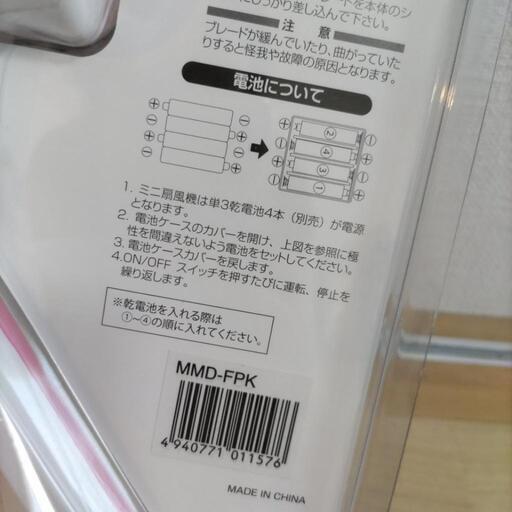 を本体のシ
にしっかり差し込んで下さい。
注 意
ブレードが緩んでいたり、曲がっていた
りすると怪我や故障の原因となります。
電池について
⊕ ⊖
⊖ ⊕
⊕ ⊖
⊖ ⊕
② ④ ③ ①
1. ミニ扇風機は単3乾電池4本（別売）が電源
となります。
2. 電池ケースのカバーを開け、上図を参照に極
性を間違えないよう電池をセットしてください。
3. 電池ケースカバーを戻します。
4.ON/OFF スイッチを押すたびに運転、停止を
繰り返します。
※乾電池を入れる際は
①〜④の順に入れてください。
MMD-FPK
4 940771 011576
MADE IN CHINA